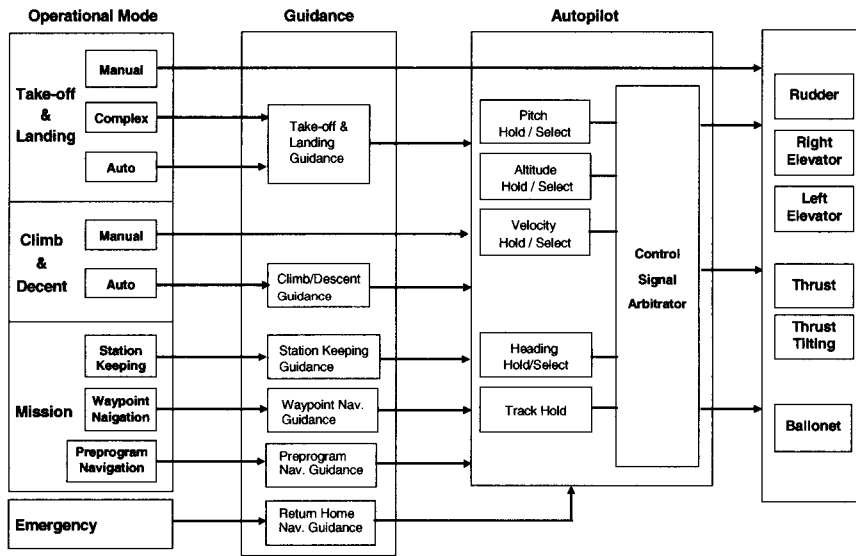 Operational Mode
Guidance
Autopilot
Take-off
&
Landing
Manual
Complex
Auto
Climb
&
Decent
Manual
Auto
Mission
Station
Keeping
Waypoint
Naigation
Preprogram
Navigation
Emergency
Take-off &
Landing
Guidance
Climb/Descent
Guidance
Station Keeping
Guidance
Waypoint Nav.
Guidance
Preprogram
Nav. Guidance
Return Home
Nav. Guidance
Pitch
Hold / Select
Altitude
Hold / Select
Velocity
Hold / Select
Heading
Hold/Select
Track Hold
Control
Signal
Arbitrator
Rudder
Right
Elevator
Left
Elevator
Thrust
Thrust
Tilting
Ballonet